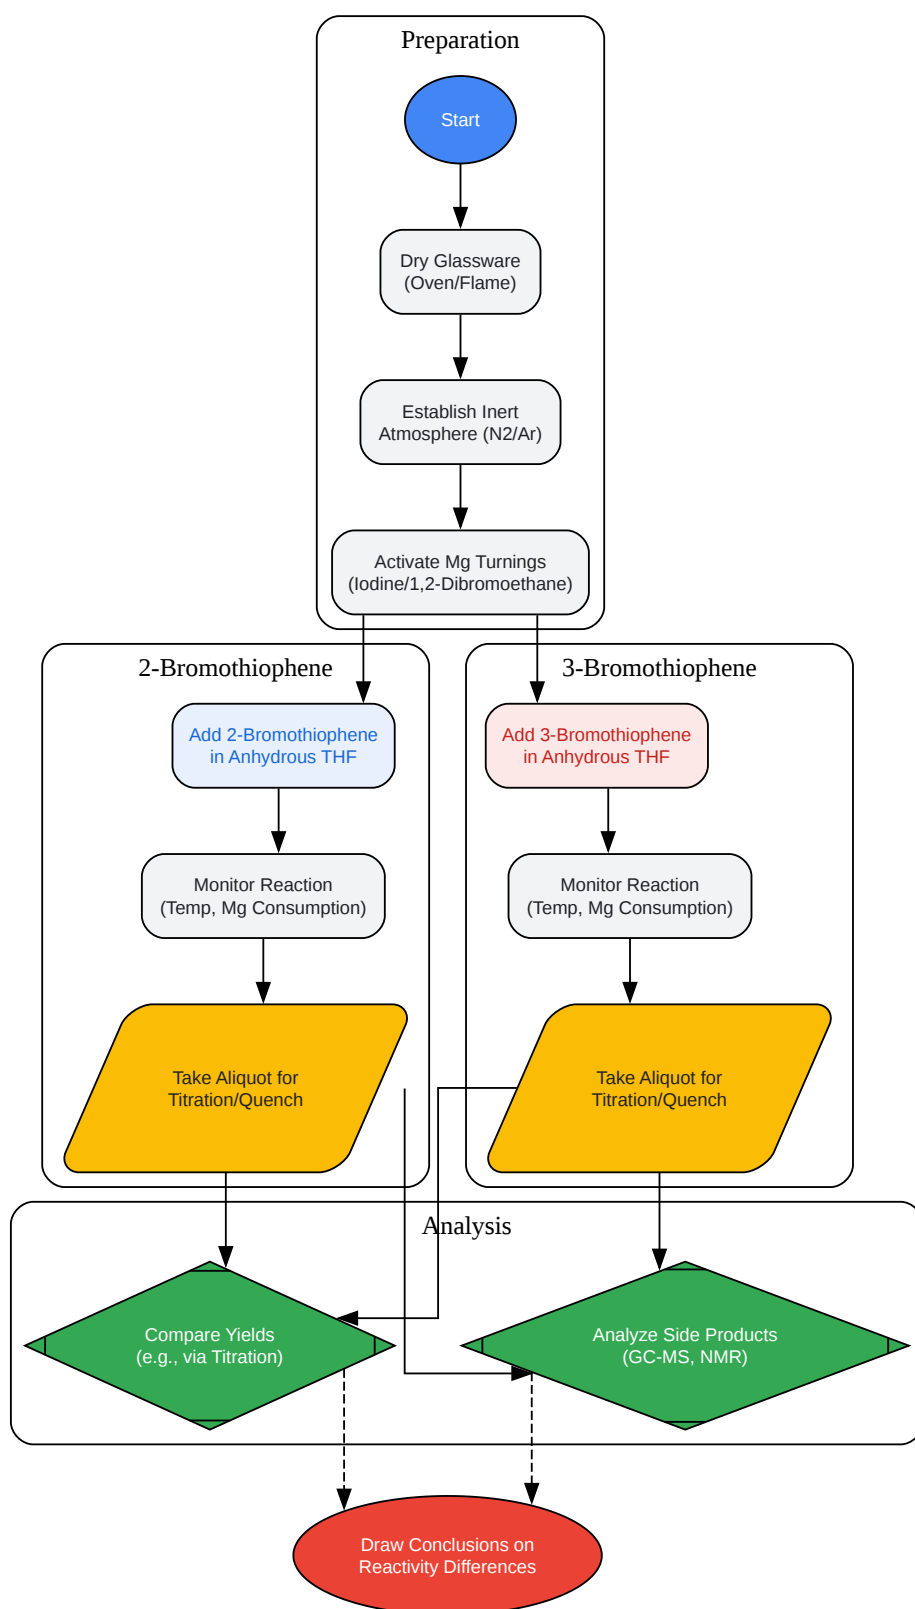 Preparation
Start
Dry Glassware
(Oven/Flame)
Establish Inert
Atmosphere (N2/Ar)
Activate Mg Turnings
(Iodine/1,2-Dibromoethane)
2-Bromothiophene
Add 2-Bromothiophene
in Anhydrous THF
Monitor Reaction
(Temp, Mg Consumption)
Take Aliquot for
Titration/Quench
3-Bromothiophene
Add 3-Bromothiophene
in Anhydrous THF
Monitor Reaction
(Temp, Mg Consumption)
Take Aliquot for
Titration/Quench
Analysis
Compare Yields
(e.g., via Titration)
Analyze Side Products
(GC-MS, NMR)
Draw Conclusions on
Reactivity Differences